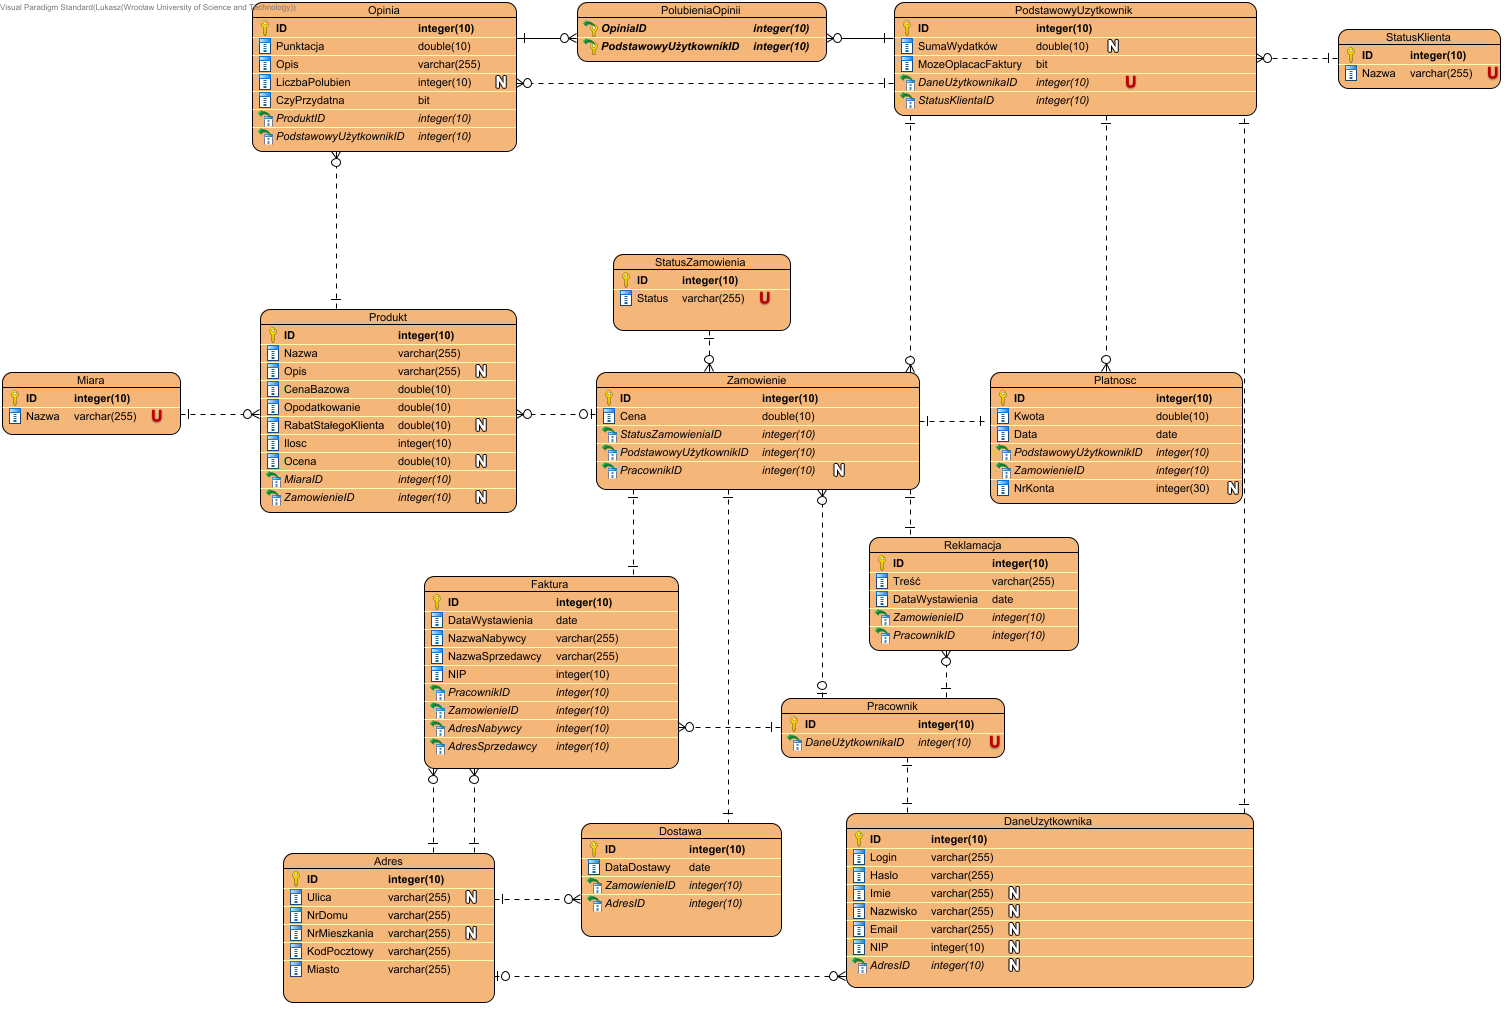 Visual Paradigm Standard(Lukasz(Wrocław University of Science and Technology))
Opinia
ID integer(10)
Punktacja double(10)
Opis varchar(255)
LiczbaPolubien integer(10) N
CzyPrzydatna bit
ProduktID integer(10)
PodstawowyUżytkownikID integer(10)
PolubieniaOpinii
OpiniaID integer(10)
PodstawowyUżytkownikID integer(10)
PodstawowyUzytkownik
ID integer(10)
SumaWydatków double(10) N
MozeOplacacFaktury bit
DaneUżytkownikaID integer(10) U
StatusKlientaID integer(10)
StatusKlienta
ID integer(10)
Nazwa varchar(255) U
StatusZamowienia
ID integer(10)
Status varchar(255) U
Produkt
ID integer(10)
Nazwa varchar(255)
Opis varchar(255) N
CenaBazowa double(10)
Opodatkowanie double(10)
RabatStałegoKlienta double(10) N
Ilosc integer(10)
Ocena double(10) N
MiaraID integer(10)
ZamowienieID integer(10) N
Miara
ID integer(10)
Nazwa varchar(255) U
Zamowienie
ID integer(10)
Cena double(10)
StatusZamowieniaID integer(10)
PodstawowyUżytkownikID integer(10)
PracownikID integer(10) N
Platnosc
ID integer(10)
Kwota double(10)
Data date
PodstawowyUżytkownikID integer(10)
ZamowienieID integer(10)
NrKonta integer(30) N
Reklamacja
ID integer(10)
Treść varchar(255)
DataWystawienia date
ZamowienieID integer(10)
PracownikID integer(10)
Faktura
ID integer(10)
DataWystawienia date
NazwaNabywcy varchar(255)
NazwaSprzedawcy varchar(255)
NIP integer(10)
PracownikID integer(10)
ZamowienieID integer(10)
AdresNabywcy integer(10)
AdresSprzedawcy integer(10)
Pracownik
ID integer(10)
DaneUżytkownikaID integer(10) U
Adres
ID integer(10)
Ulica varchar(255) N
NrDomu varchar(255)
NrMieszkania varchar(255) N
KodPocztowy varchar(255)
Miasto varchar(255)
Dostawa
ID integer(10)
DataDostawy date
ZamowienieID integer(10)
AdresID integer(10)
DaneUzytkownika
ID integer(10)
Login varchar(255)
Haslo varchar(255)
Imie varchar(255) N
Nazwisko varchar(255) N
Email varchar(255) N
NIP integer(10) N
AdresID integer(10) N